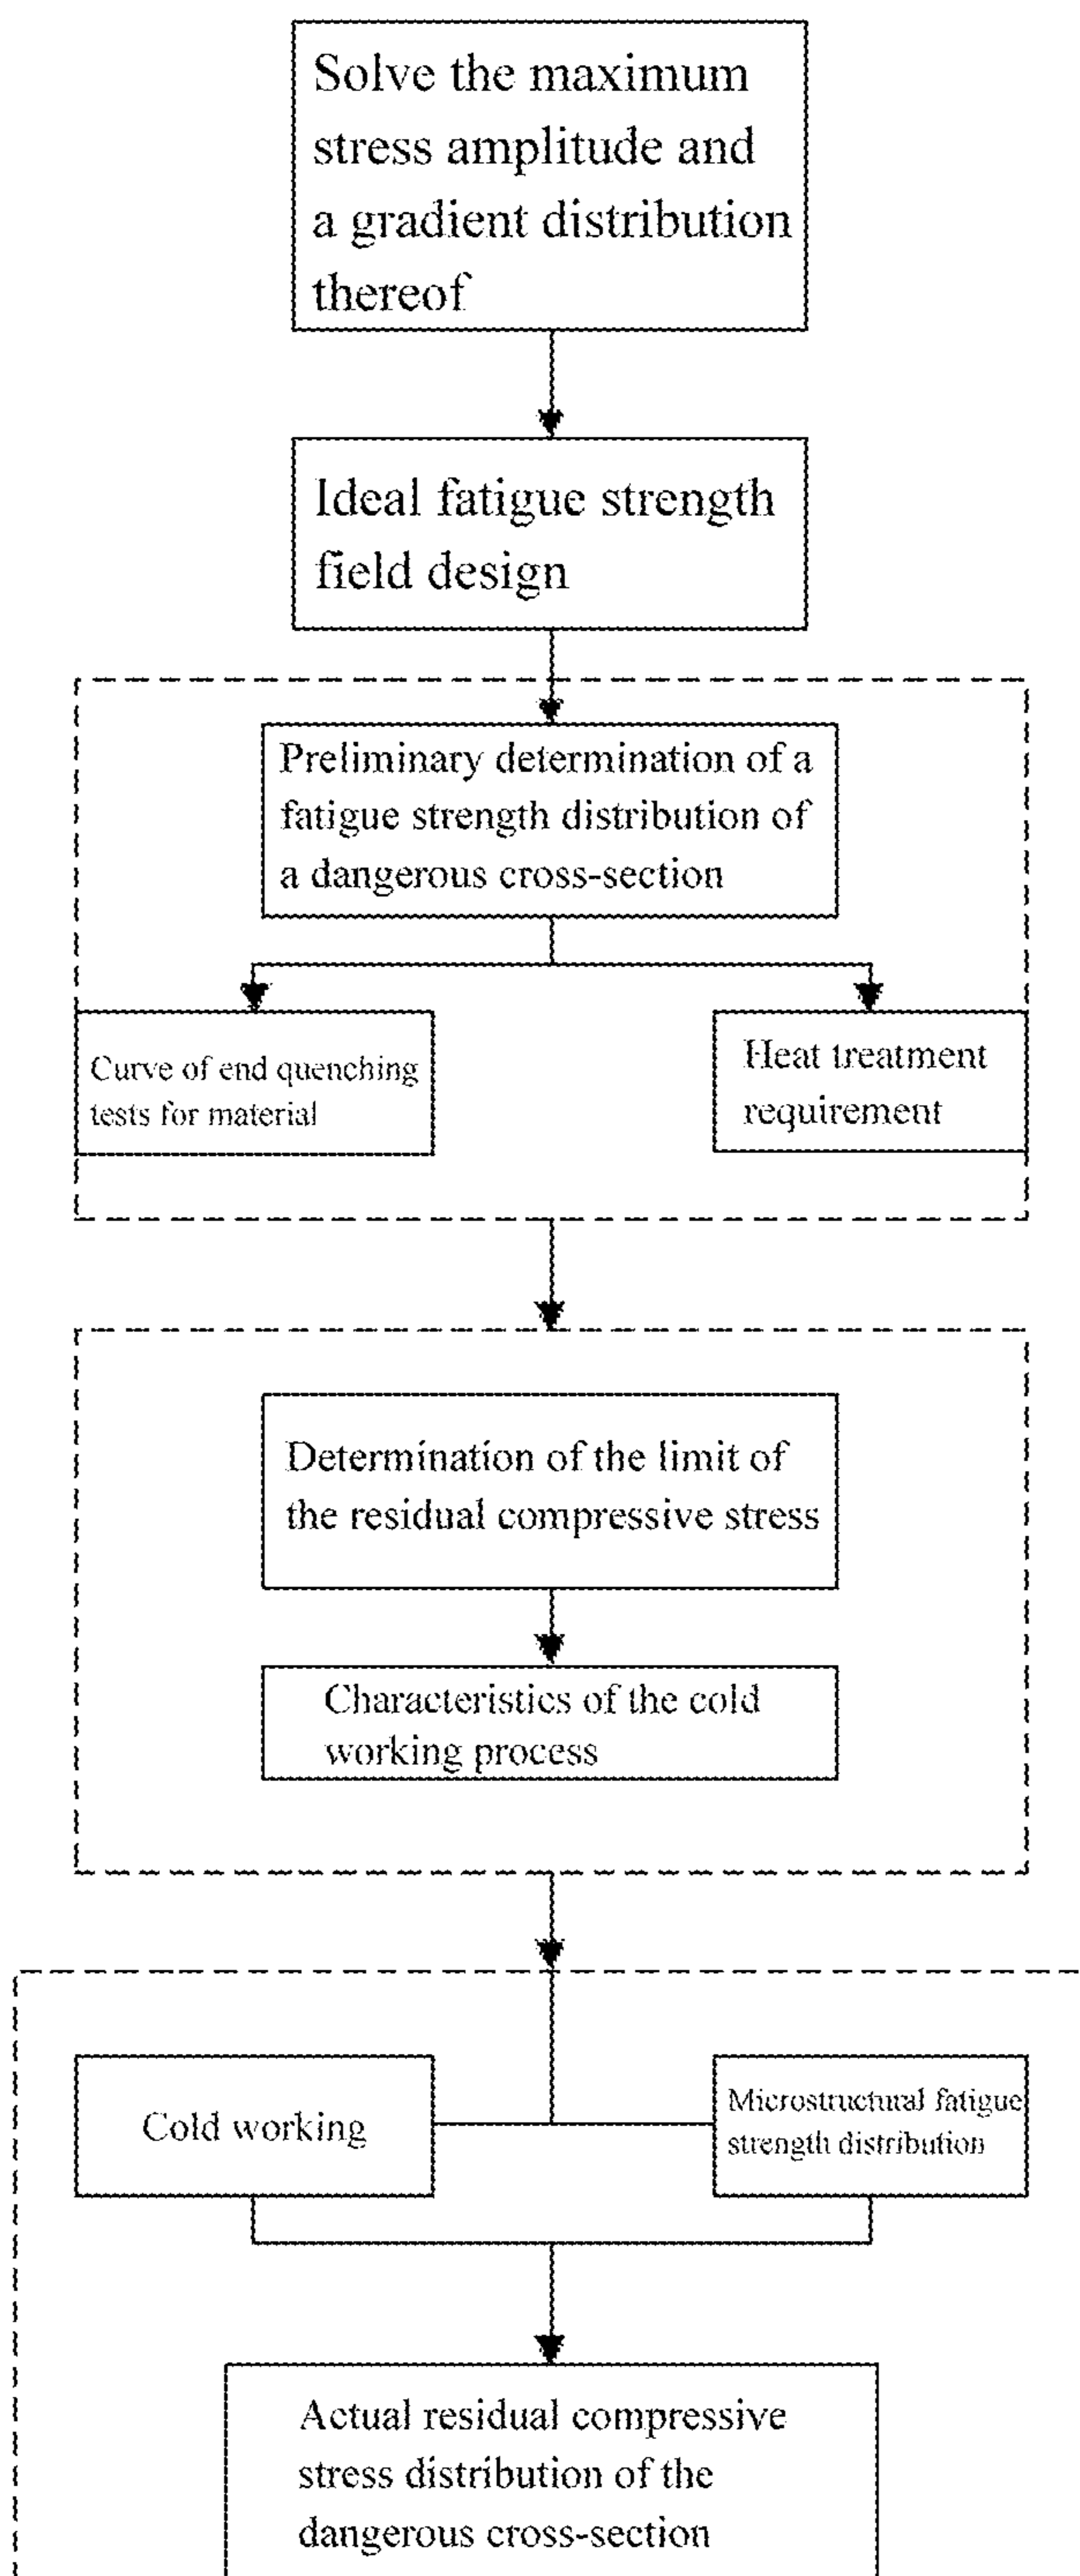 Solve the maximum
stress amplitude and
a gradient distribution
thereof
Ideal fatigue strength
field design
Preliminary determination of a
fatigue strength distribution of
a dangerous cross-section
Curve of end quenching
tests for material
Heat treatment
requirement
Determination of the limit of
the residual compressive stress
Characteristics of the cold
working process
Cold working
Microstructural fatigue
strength distribution
Actual residual compressive
stress distribution of the
dangerous cross-section